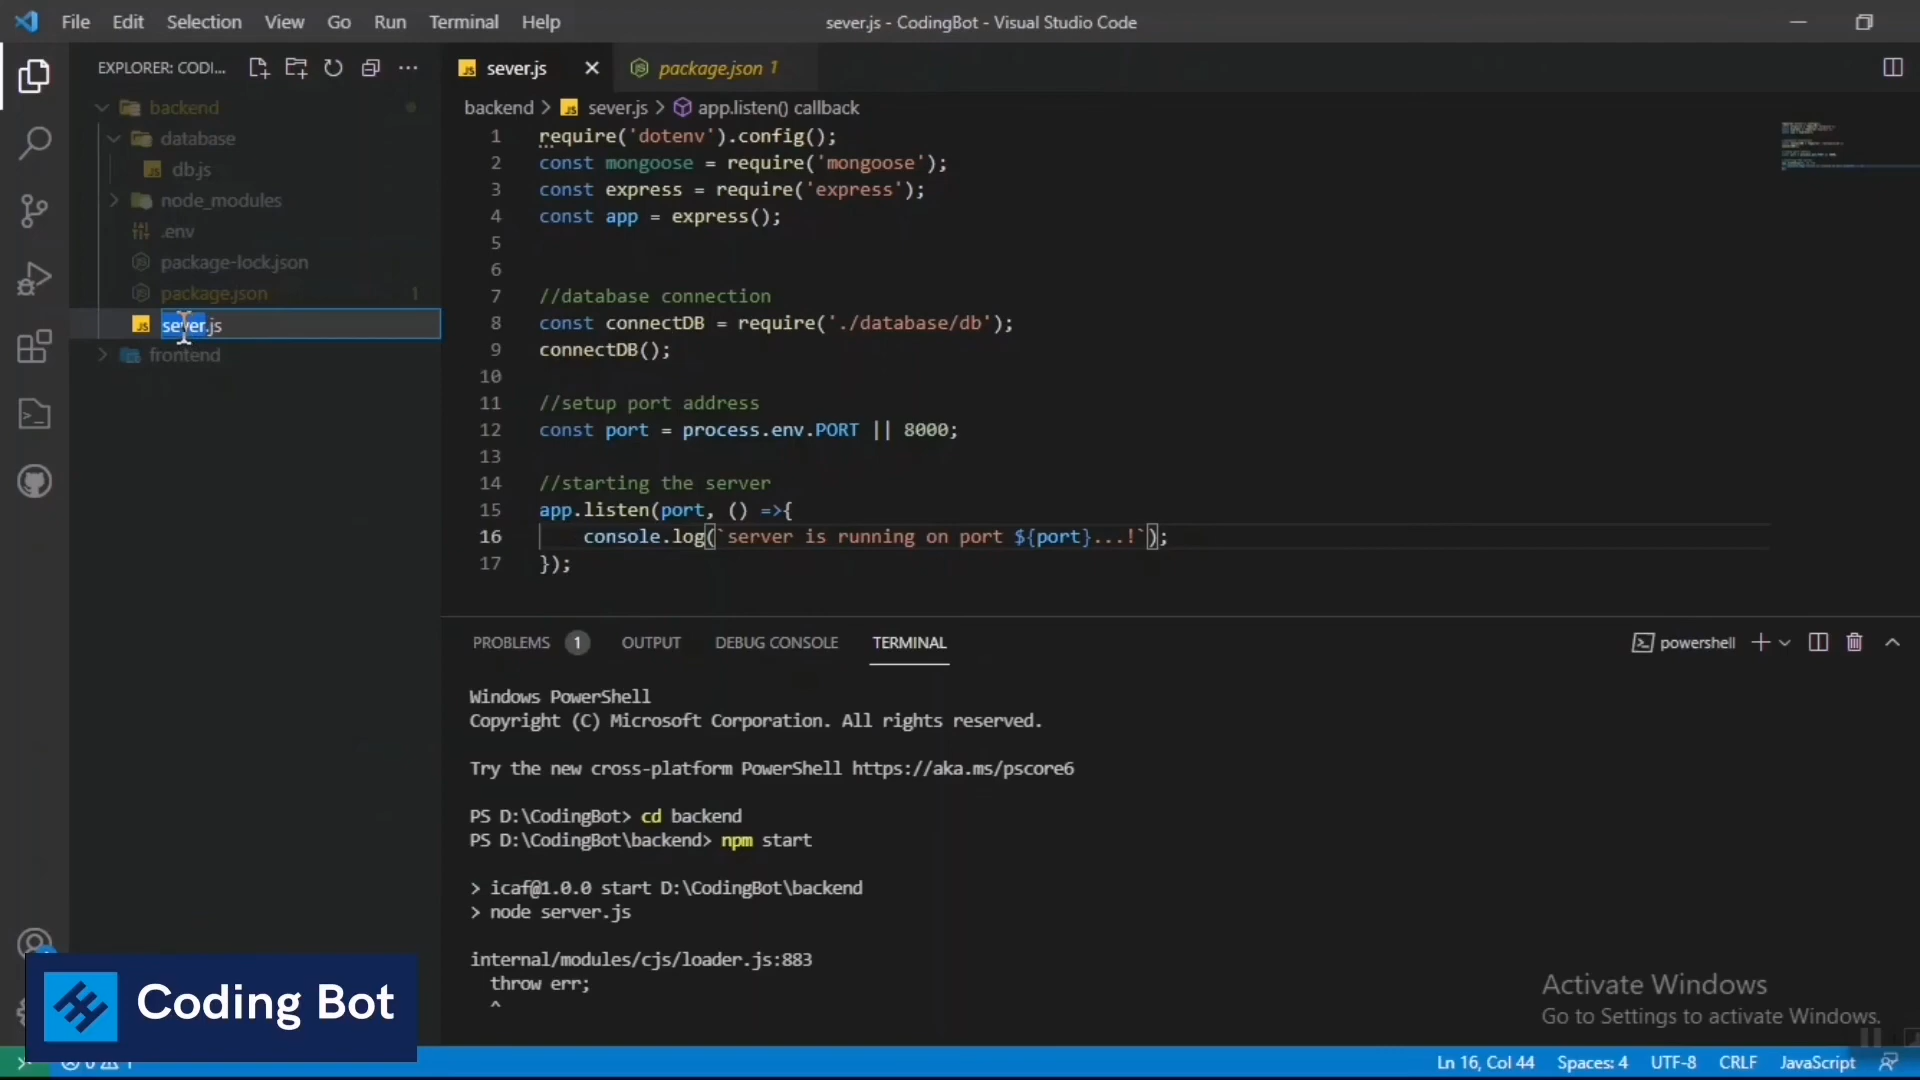 File Edit Selection View Go Run Terminal Help
sever.js - CodingBot - Visual Studio Code
EXPLORER: CODI...
backend
database
db.js
node_modules
.env
package-lock.json
package.json 1
sever.js
frontend
sever.js
package.json 1
backend > sever.js > app.listen() callback
1 require('dotenv').config();
2 const mongoose = require('mongoose');
3 const express = require('express');
4 const app = express();
5
6
7 //database connection
8 const connectDB = require('./database/db');
9 connectDB();
10
11 //setup port address
12 const port = process.env.PORT || 8000;
13
14 //starting the server
15 app.listen(port, () =>{
16 console.log(`server is running on port ${port}...!`);
17 });
PROBLEMS 1 OUTPUT DEBUG CONSOLE TERMINAL
powershell
Windows PowerShell
Copyright (C) Microsoft Corporation. All rights reserved.
Try the new cross-platform PowerShell https://aka.ms/pscore6
PS D:\CodingBot> cd backend
PS D:\CodingBot\backend> npm start
> icaf@1.0.0 start D:\CodingBot\backend
> node server.js
internal/modules/cjs/loader.js:883
throw err;
^
Coding Bot
Activate Windows
Go to Settings to activate Windows.
Ln 16, Col 44 Spaces: 4 UTF-8 CRLF JavaScript